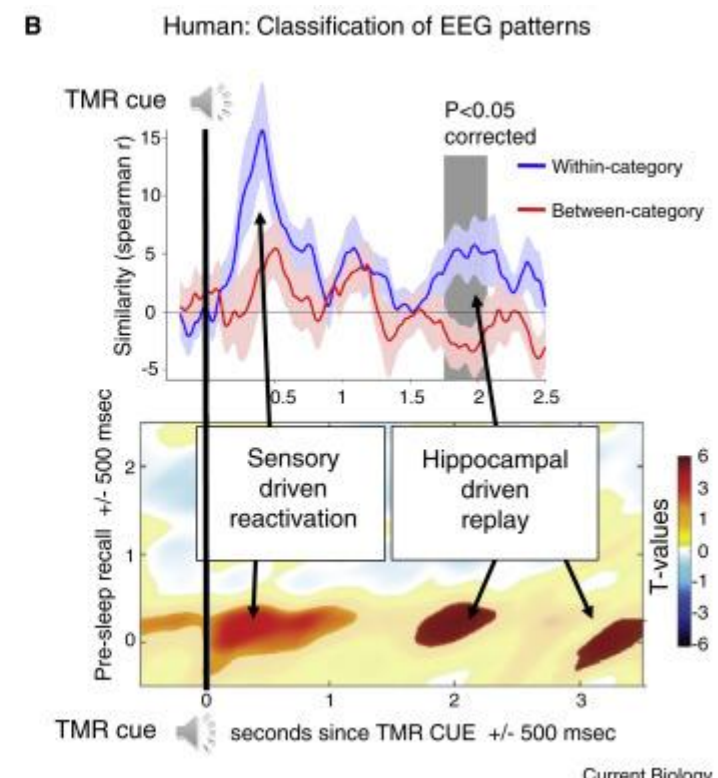 B
Human: Classification of EEG patterns
TMR cue
P<0.05
corrected
Within-category
Between-category
Similarity (spearman r)
15
10
5
0
-5
0.5
1
1.5
2
2.5
Pre-sleep recall +/- 500 msec
2
1
0
Sensory
driven
reactivation
Hippocampal
driven
replay
T-values
6
3
1
0
-1
-3
-6
0
1
2
3
TMR cue
seconds since TMR CUE +/- 500 msec
Current Biology